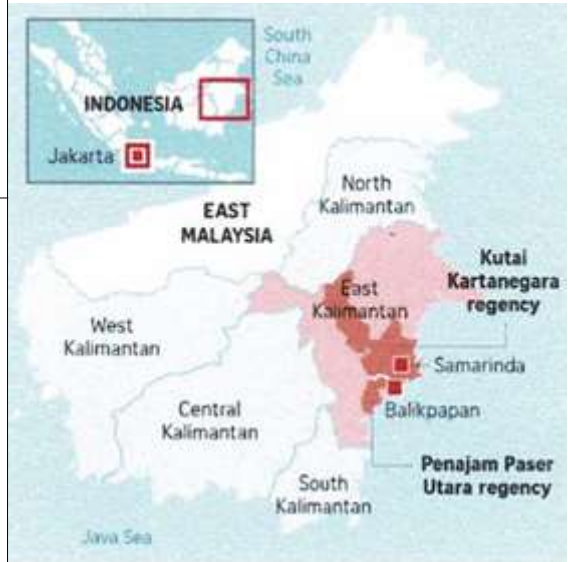 South
China
Sea
INDONESIA
Jakarta
North
Kalimantan
EAST
MALAYSIA
Kutai
Kartanegara
regency
East
Kalimantan
West
Kalimantan
Samarinda
Central
Kalimantan
Balikpapan
Penajam Paser
Utara regency
South
Kalimantan
Java Sea